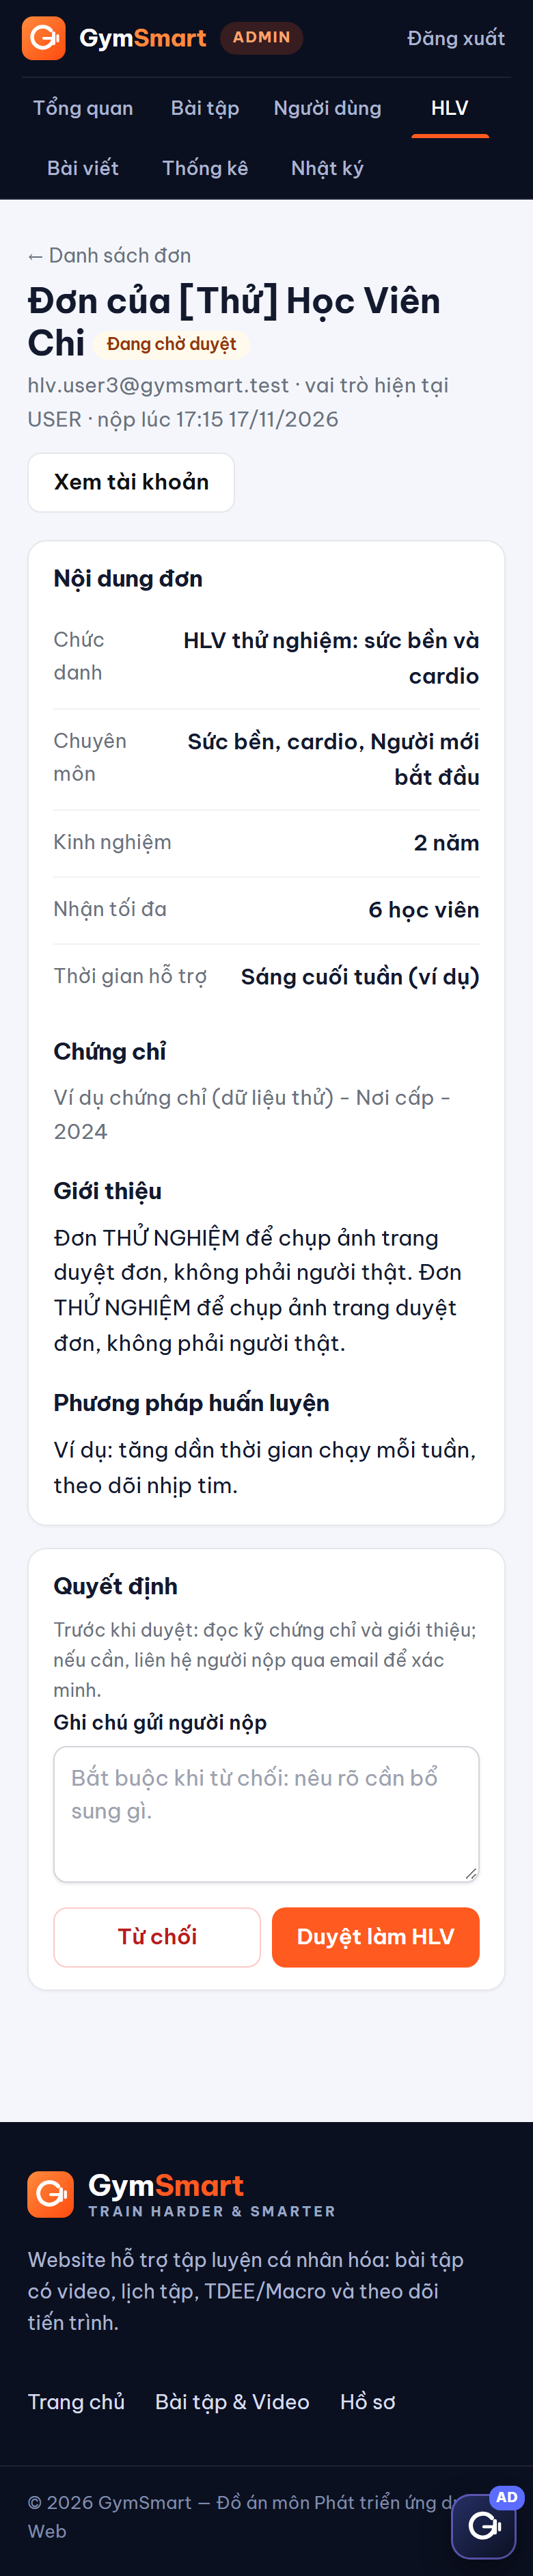 GymSmart ADMIN Đăng xuất
Tổng quan Bài tập Người dùng HLV
Bài viết Thống kê Nhật ký
← Danh sách đơn
Đơn của [Thử] Học Viên
Chi Đang chờ duyệt
hlv.user3@gymsmart.test · vai trò hiện tại
USER · nộp lúc 17:15 17/11/2026
Xem tài khoản
Nội dung đơn
Chức danh HLV thử nghiệm: sức bền và
cardio
Chuyên môn Sức bền, cardio, Người mới
bắt đầu
Kinh nghiệm 2 năm
Nhận tối đa 6 học viên
Thời gian hỗ trợ Sáng cuối tuần (ví dụ)
Chứng chỉ
Ví dụ chứng chỉ (dữ liệu thử) - Nơi cấp -
2024
Giới thiệu
Đơn THỬ NGHIỆM để chụp ảnh trang
duyệt đơn, không phải người thật. Đơn
THỬ NGHIỆM để chụp ảnh trang duyệt
đơn, không phải người thật.
Phương pháp huấn luyện
Ví dụ: tăng dần thời gian chạy mỗi tuần,
theo dõi nhịp tim.
Quyết định
Trước khi duyệt: đọc kỹ chứng chỉ và giới thiệu;
nếu cần, liên hệ người nộp qua email để xác
minh.
Ghi chú gửi người nộp
Bắt buộc khi từ chối: nêu rõ cần bổ
sung gì.
Từ chối Duyệt làm HLV
GymSmart
TRAIN HARDER & SMARTER
Website hỗ trợ tập luyện cá nhân hóa: bài tập
có video, lịch tập, TDEE/Macro và theo dõi
tiến trình.
Trang chủ Bài tập & Video Hồ sơ
AD
© 2026 GymSmart — Đồ án môn Phát triển ứng
Web